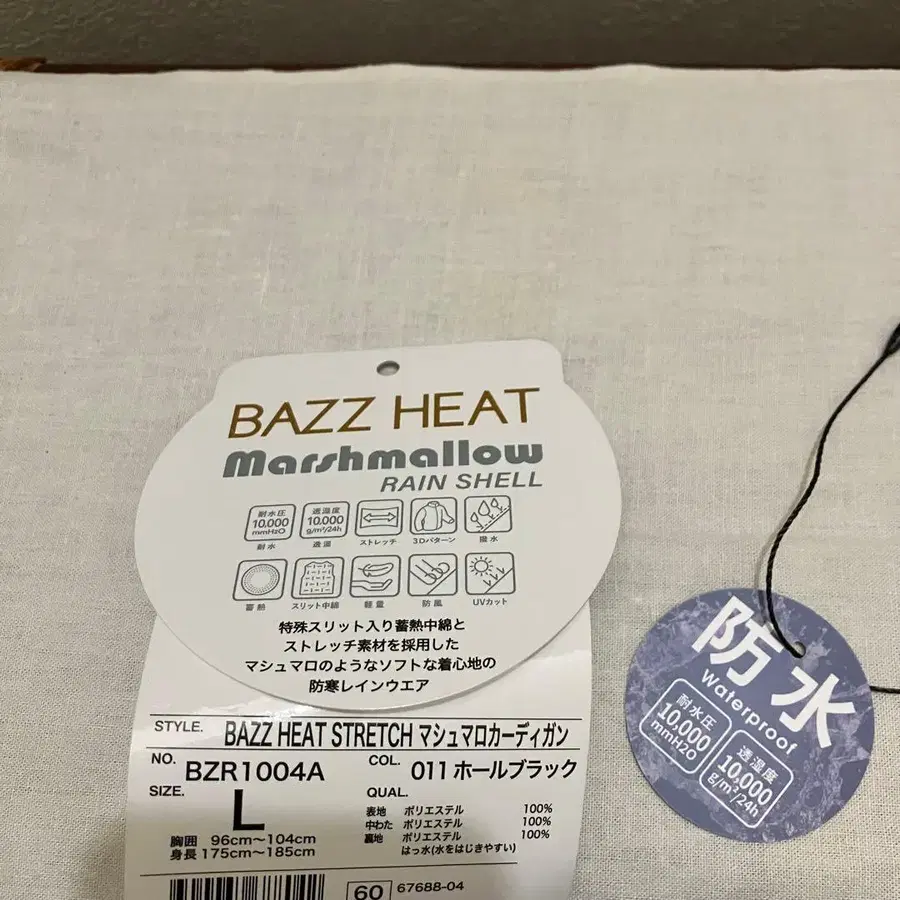 BAZZ HEAT
Marshmallow
RAIN SHELL
耐水圧
10,000
mmH2O
耐水
透湿度
10,000
g/m²/24h
透湿
ストレッチ
3Dパターン
撥水
蓄熱
スリット中綿
軽量
防風
UVカット
特殊スリット入り蓄熱中綿と
ストレッチ素材を採用した
マシュマロのようなソフトな着心地の
防寒レインウエア
STYLE. BAZZ HEAT STRETCH マシュマロカーディガン
NO. BZR1004A COL. 011 ホールブラック
SIZE. L QUAL.
胸囲 96cm～104cm
身長 175cm～185cm
表地 ポリエステル 100%
中わた ポリエステル 100%
裏地 ポリエステル 100%
はっ水(水をはじきやすい)
60 67688-04
防水
waterproof
耐水圧
10,000
mmH2O
透湿度
10,000
g/m²/24h